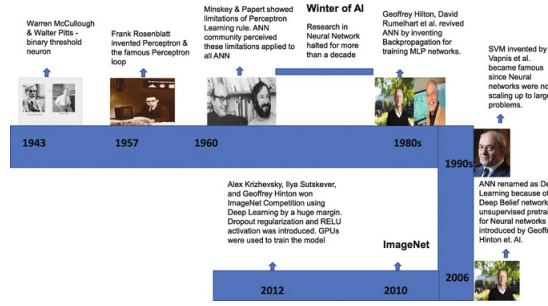 Warren McCullough
& Walter Pitts -
binary threshold
neuron
Frank Rosenblatt
invented Perceptron &
the famous Perceptron
loop
Minskey & Papert showed
limitations of Perceptron
Learning rule. ANN
community perceived
these limitations applied to
all ANN
Winter of AI
Research in
Neural Network
halted for more
than a decade
Geoffrey Hilton, David
Rumelhart et al. revived
ANN by inventing
Backpropagation for
training MLP networks.
SVM invented by
Vapnis et al.
became famous
since Neural
networks were no
scaling up to large
problems.
1943
1957
1960
1980s
1990s
Alex Krizhevsky, Ilya Sutskever,
and Geoffrey Hinton won
ImageNet Competition using
Deep Learning by a huge margin.
Dropout regularization and RELU
activation was introduced. GPUs
were used to train the model
ImageNet
ANN renamed as De
Learning because of
Deep Belief network
unsupervised pretrai
for Neural networks
introduced by Geoff
Hinton et. Al.
2012
2010
2006